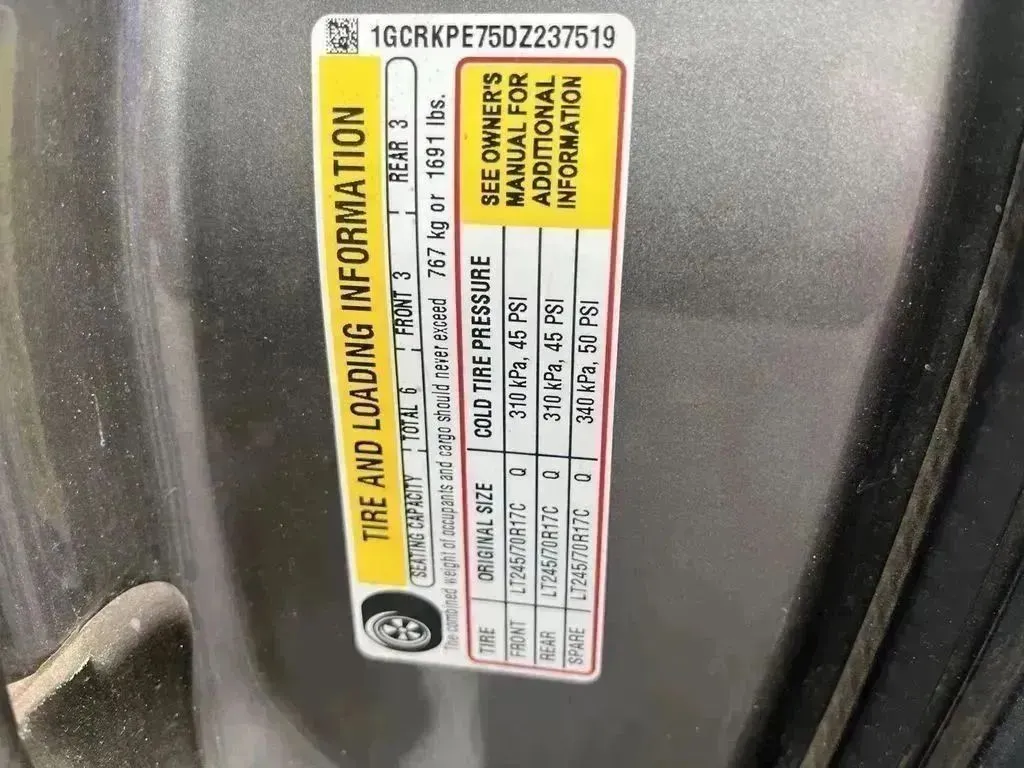 1GCRKPE75DZ237519
TIRE AND LOADING INFORMATION
SEATING CAPACITY TOTAL 6 FRONT 3 REAR 3
The combined weight of occupants and cargo should never exceed 767 kg or 1691 lbs.
TIRE ORIGINAL SIZE COLD TIRE PRESSURE
FRONT LT245/70R17C Q 310 kPa, 45 PSI
REAR LT245/70R17C Q 310 kPa, 45 PSI
SPARE LT245/70R17C Q 340 kPa, 50 PSI
SEE OWNER'S
MANUAL FOR
ADDITIONAL
INFORMATION